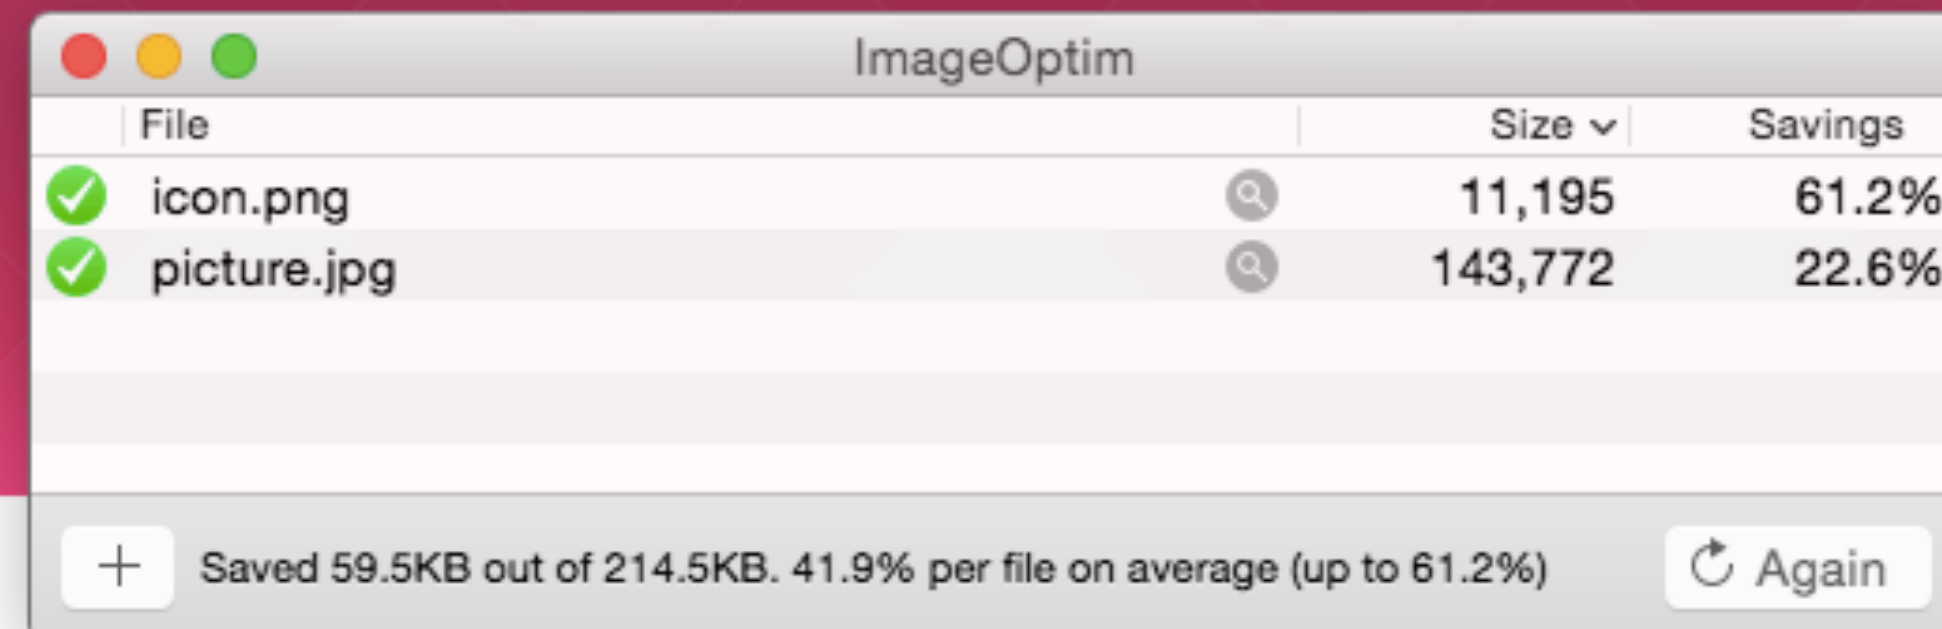 ImageOptim
File Size Savings
icon.png 11,195 61.2%
picture.jpg 143,772 22.6%
Saved 59.5KB out of 214.5KB. 41.9% per file on average (up to 61.2%) Again